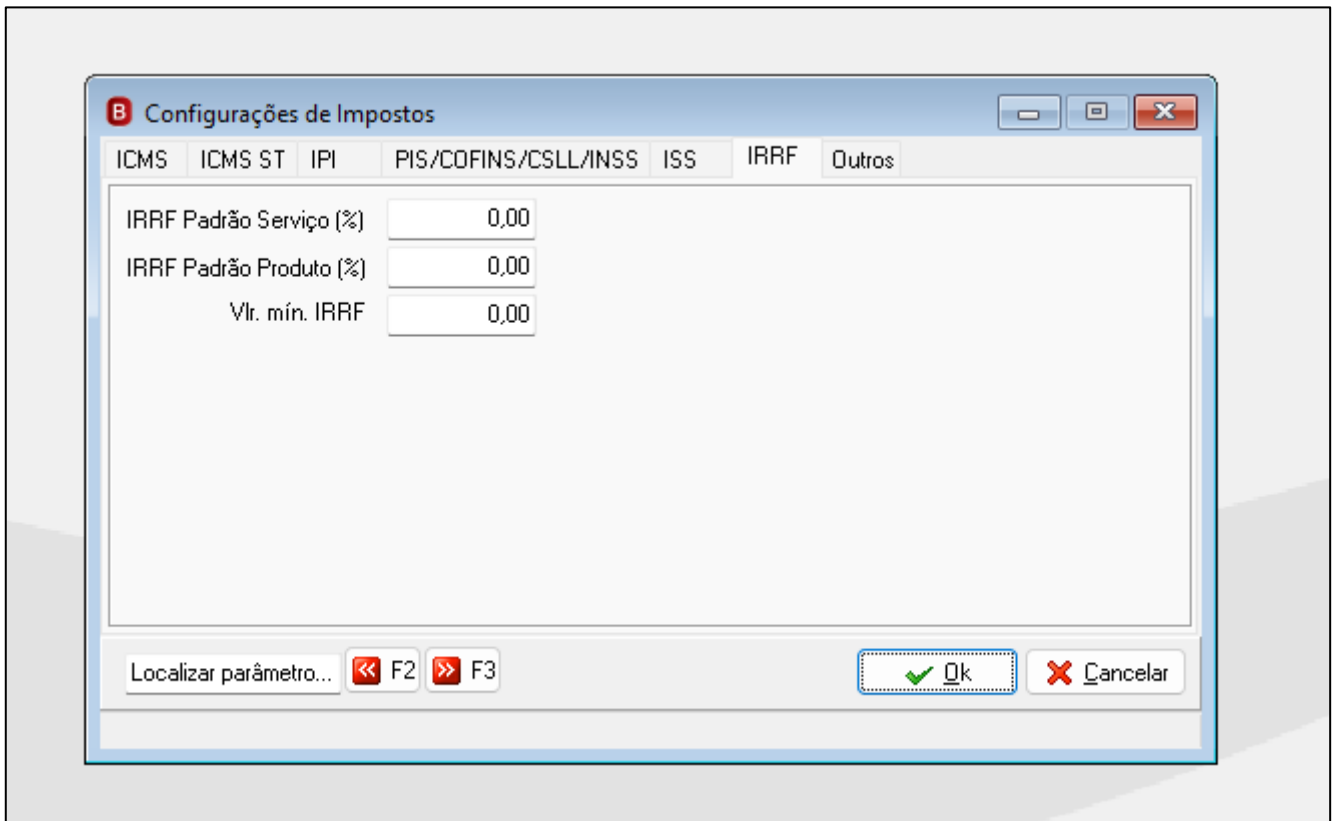 B Configurações de Impostos
ICMS ICMS ST IPI PIS/COFINS/CSLL/INSS ISS IRRF Outros
IRRF Padrão Serviço (%) 0,00
IRRF Padrão Produto (%) 0,00
Vlr. mín. IRRF 0,00
Localizar parâmetro... F2 F3 Ok Cancelar